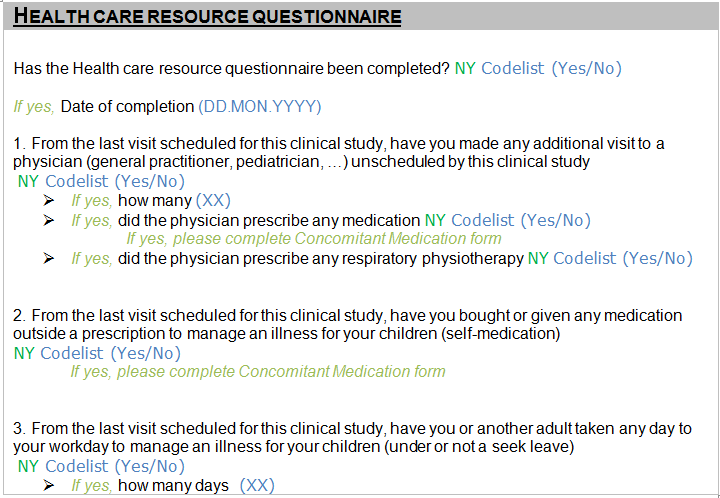 HEALTH CARE RESOURCE QUESTIONNAIRE
Has the Health care resource questionnaire been completed? NY Codelist (Yes/No)
If yes, Date of completion (DD.MON.YYYY)
1. From the last visit scheduled for this clinical study, have you made any additional visit to a
physician (general practitioner, pediatrician, …) unscheduled by this clinical study
NY Codelist (Yes/No)
➤ If yes, how many (XX)
➤ If yes, did the physician prescribe any medication NY Codelist (Yes/No)
If yes, please complete Concomitant Medication form
➤ If yes, did the physician prescribe any respiratory physiotherapy NY Codelist (Yes/No)
2. From the last visit scheduled for this clinical study, have you bought or given any medication
outside a prescription to manage an illness for your children (self-medication)
NY Codelist (Yes/No)
If yes, please complete Concomitant Medication form
3. From the last visit scheduled for this clinical study, have you or another adult taken any day to
your workday to manage an illness for your children (under or not a seek leave)
NY Codelist (Yes/No)
➤ If yes, how many days (XX)